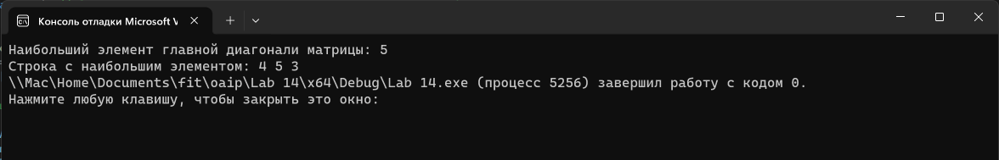 Консоль отладки Microsoft V
Наибольший элемент главной диагонали матрицы: 5
Строка с наибольшим элементом: 4 5 3
\\Mac\Home\Documents\fit\oaip\Lab 14\x64\Debug\Lab 14.exe (процесс 5256) завершил работу с кодом 0.
Нажмите любую клавишу, чтобы закрыть это окно: